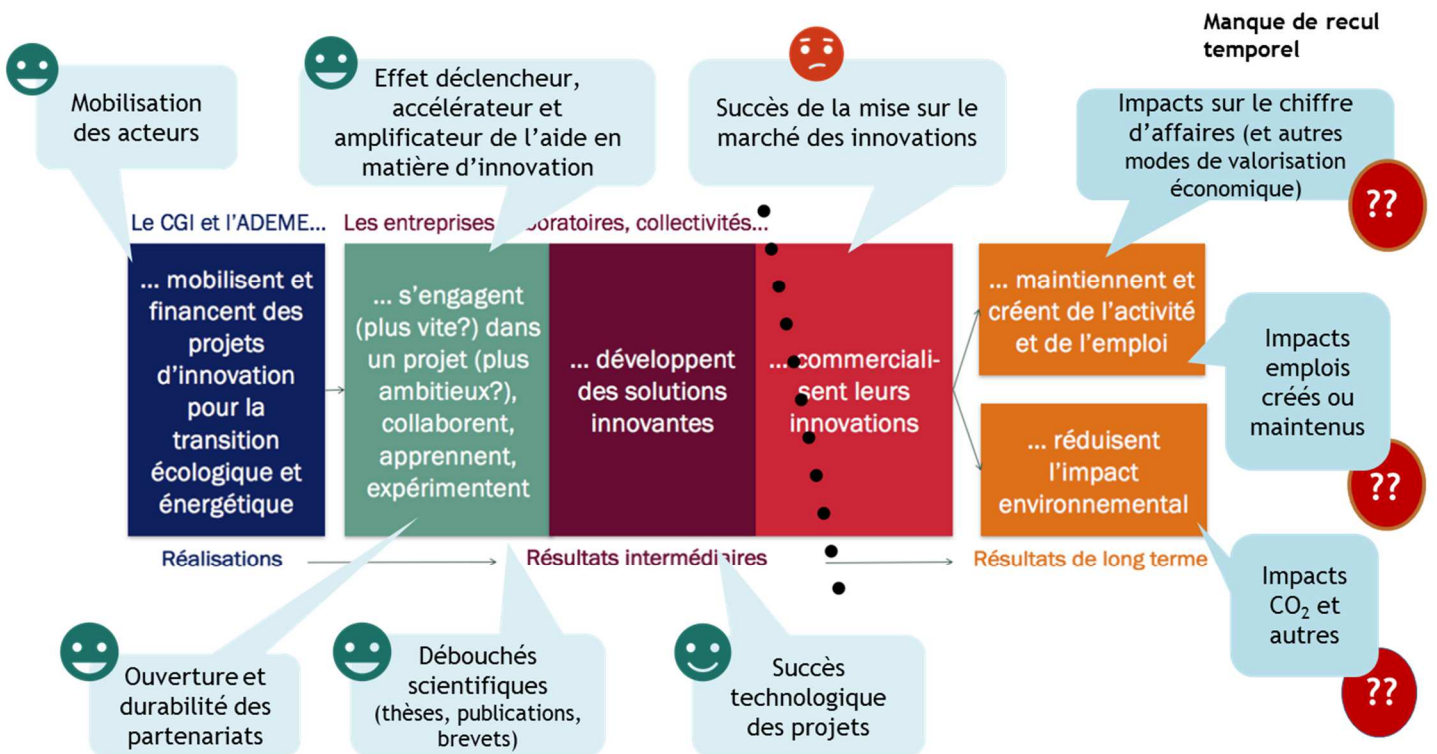 Manque de recul
temporel
Mobilisation
des acteurs
Effet déclencheur,
accélérateur et
amplificateur de l’aide en
matière d’innovation
Succès de la mise sur le
marché des innovations
Impacts sur le chiffre
d’affaires (et autres
modes de valorisation
économique)
??
Le CGI et l’ADEME...
Les entreprises, laboratoires, collectivités...
... mobilisent et
financent des
projets
d’innovation
pour la
transition
écologique et
énergétique
... s’engagent
(plus vite?) dans
un projet (plus
ambitieux?),
collaborent,
apprennent,
expérimentent
... développent
des solutions
innovantes
... commerciali-
sent leurs
innovations
... maintiennent et
créent de l’activité
et de l’emploi
... réduisent
l’impact
environnemental
Impacts
emplois
créés ou
maintenus
??
Réalisations
Résultats intermédiaires
Résultats de long terme
Impacts
CO₂ et
autres
??
Ouverture et
durabilité des
partenariats
Débouchés
scientifiques
(thèses, publications,
brevets)
Succès
technologique
des projets